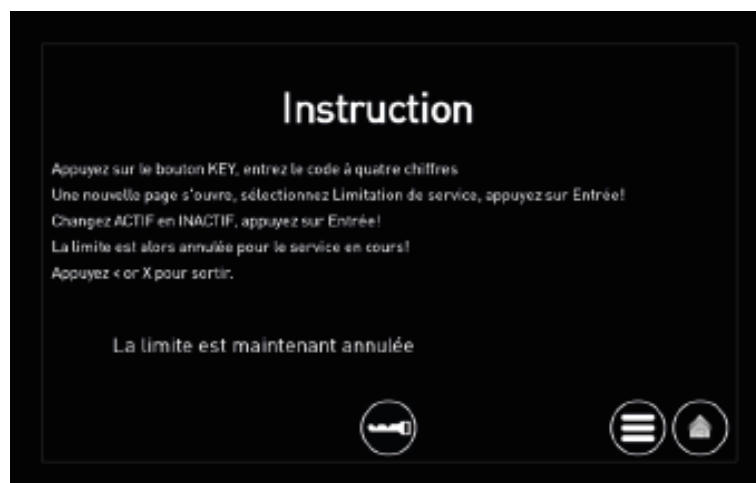 Instruction
Appuyez sur le bouton KEY, entrez le code à quatre chiffres
Une nouvelle page s'ouvre, sélectionnez Limitation de service, appuyez sur Entrée!
Changez ACTIF en INACTIF, appuyez sur Entrée!
La limite est alors annulée pour le service en cours!
Appuyez < or X pour sortir.
La limite est maintenant annulée